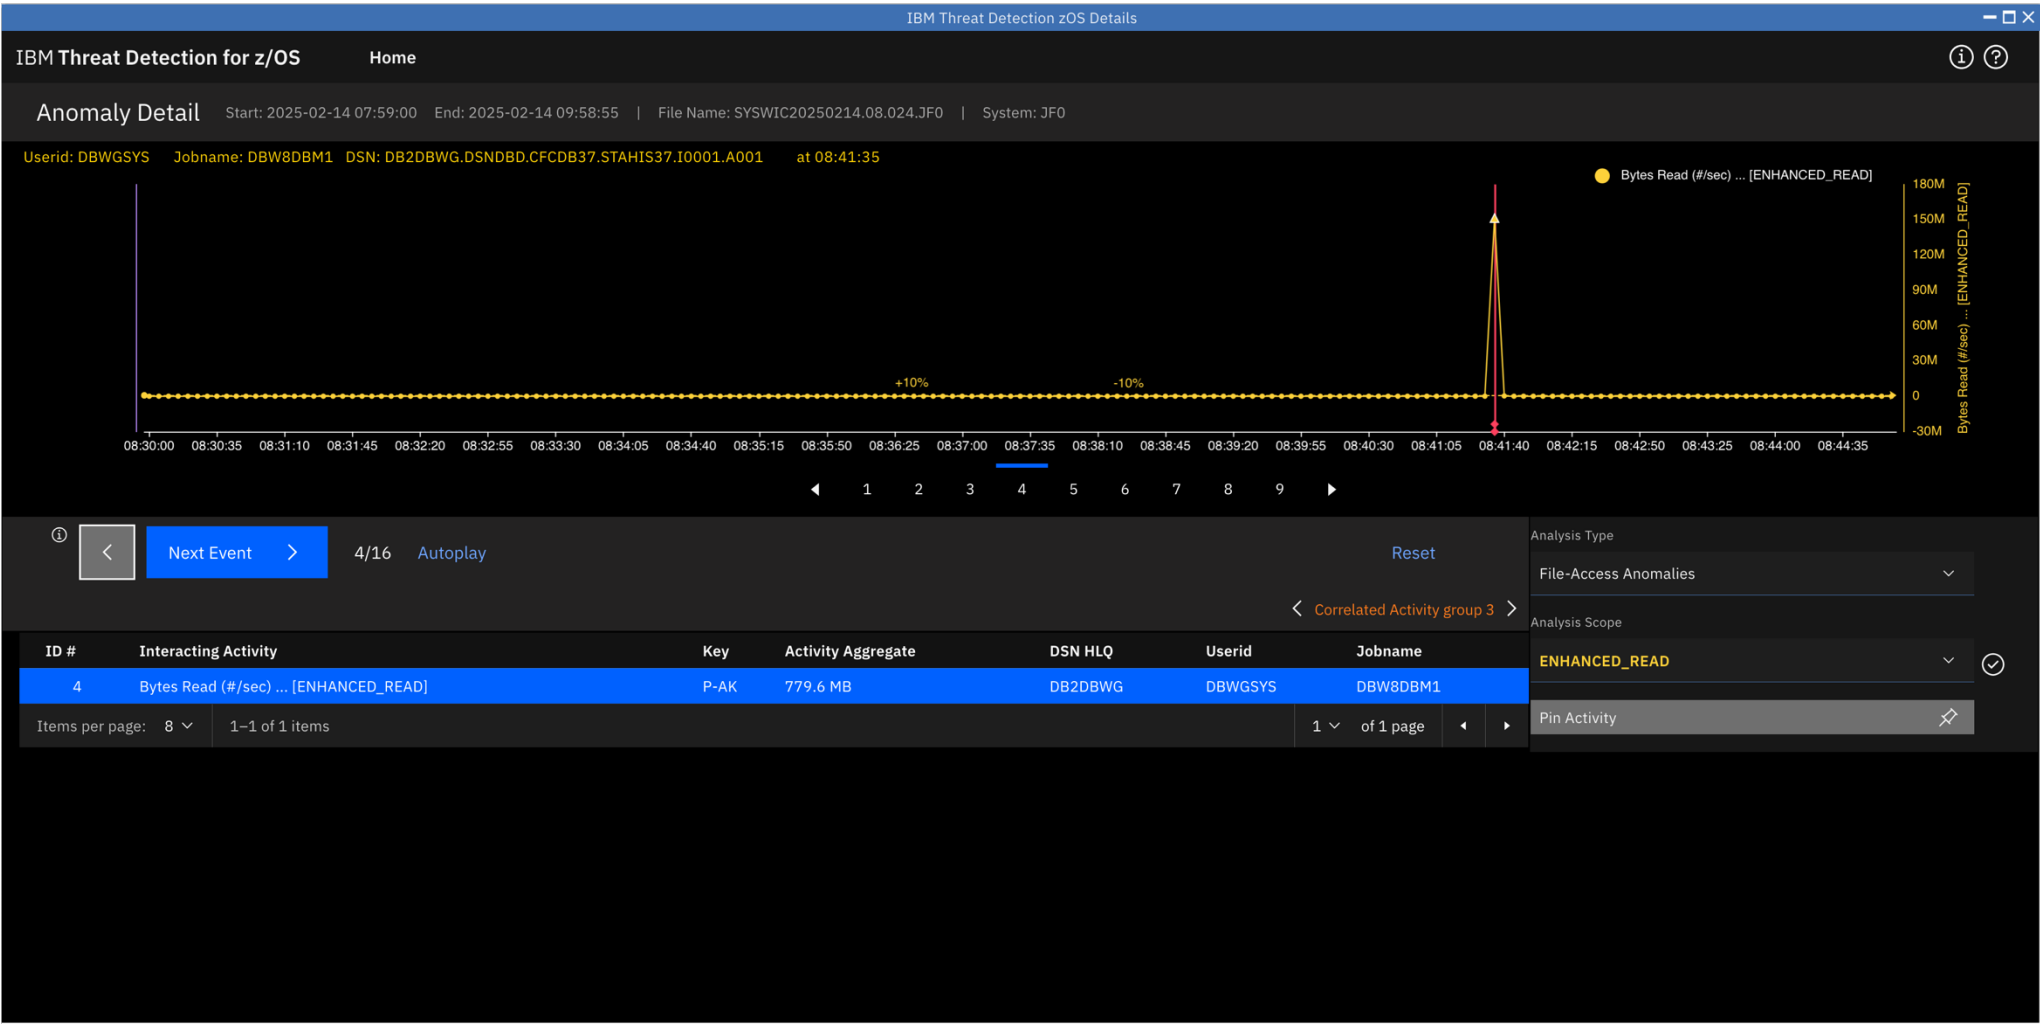 IBM Threat Detection zOS Details
IBM Threat Detection for z/OS Home
Anomaly Detail Start: 2025-02-14 07:59:00 End: 2025-02-14 09:58:55 | File Name: SYSWIC20250214.08.024.JF0 | System: JF0
Userid: DBWGSYS Jobname: DBW8DBM1 DSN: DB2DBWG.DSNDBD.CFCDB37.STAHIS37.I0001.A001 at 08:41:35
Bytes Read (#/sec) ... [ENHANCED_READ]
180M
150M
120M
90M
60M
30M
0
-30M
Bytes Read (#/sec) ... [ENHANCED_READ]
+10% -10%
08:30:00 08:30:35 08:31:10 08:31:45 08:32:20 08:32:55 08:33:30 08:34:05 08:34:40 08:35:15 08:35:50 08:36:25 08:37:00 08:37:35 08:38:10 08:38:45 08:39:20 08:39:55 08:40:30 08:41:05 08:41:40 08:42:15 08:42:50 08:43:25 08:44:00 08:44:35
1 2 3 4 5 6 7 8 9
Next Event 4/16 Autoplay Reset
Correlated Activity group 3
Analysis Type
File-Access Anomalies
Analysis Scope
ENHANCED_READ
Pin Activity
ID # Interacting Activity Key Activity Aggregate DSN HLQ Userid Jobname
4 Bytes Read (#/sec) ... [ENHANCED_READ] P-AK 779.6 MB DB2DBWG DBWGSYS DBW8DBM1
Items per page: 8 1–1 of 1 items 1 of 1 page